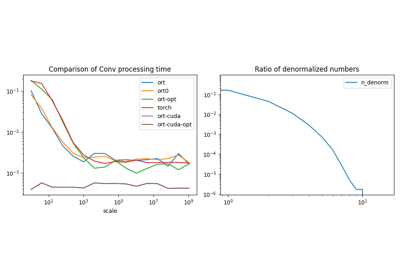 Comparison of Conv processing time
ort
ort0
ort-opt
torch
ort-cuda
ort-cuda-opt
10⁻¹
10⁻²
10⁻³
10¹
10³
10⁵
10⁷
10⁹
scale
Ratio of denormalized numbers
n_denorm
10⁻¹
10⁻²
10⁻³
10⁻⁴
10⁻⁵
10⁻⁶
10⁰
10¹